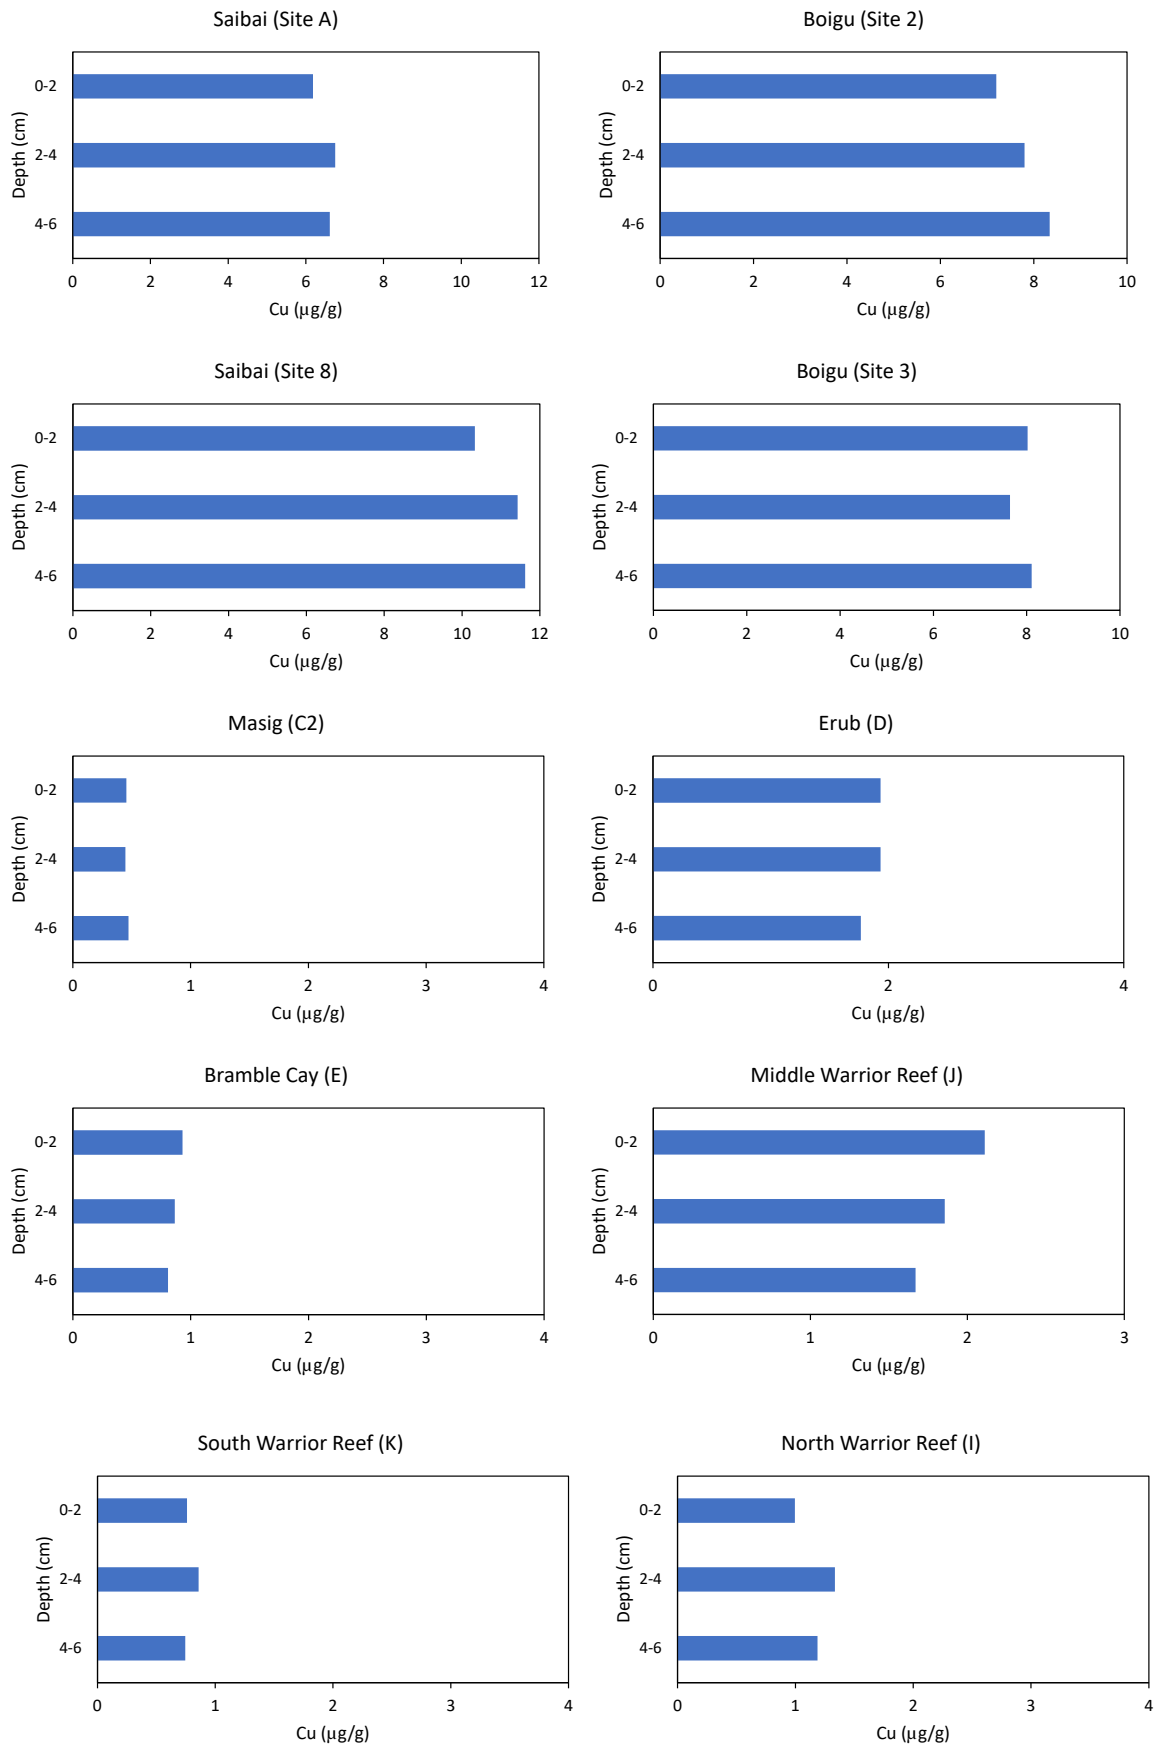 Saibai (Site A)
Depth (cm)
0-2
2-4
4-6
0 2 4 6 8 10 12
Cu (µg/g)
Boigu (Site 2)
Depth (cm)
0-2
2-4
4-6
0 2 4 6 8 10
Cu (µg/g)
Saibai (Site 8)
Depth (cm)
0-2
2-4
4-6
0 2 4 6 8 10 12
Cu (µg/g)
Boigu (Site 3)
Depth (cm)
0-2
2-4
4-6
0 2 4 6 8 10
Cu (µg/g)
Masig (C2)
Depth (cm)
0-2
2-4
4-6
0 1 2 3 4
Cu (µg/g)
Erub (D)
Depth (cm)
0-2
2-4
4-6
0 2 4
Cu (µg/g)
Bramble Cay (E)
Depth (cm)
0-2
2-4
4-6
0 1 2 3 4
Cu (µg/g)
Middle Warrior Reef (J)
Depth (cm)
0-2
2-4
4-6
0 1 2 3
Cu (µg/g)
South Warrior Reef (K)
Depth (cm)
0-2
2-4
4-6
0 1 2 3 4
Cu (µg/g)
North Warrior Reef (I)
Depth (cm)
0-2
2-4
4-6
0 1 2 3 4
Cu (µg/g)